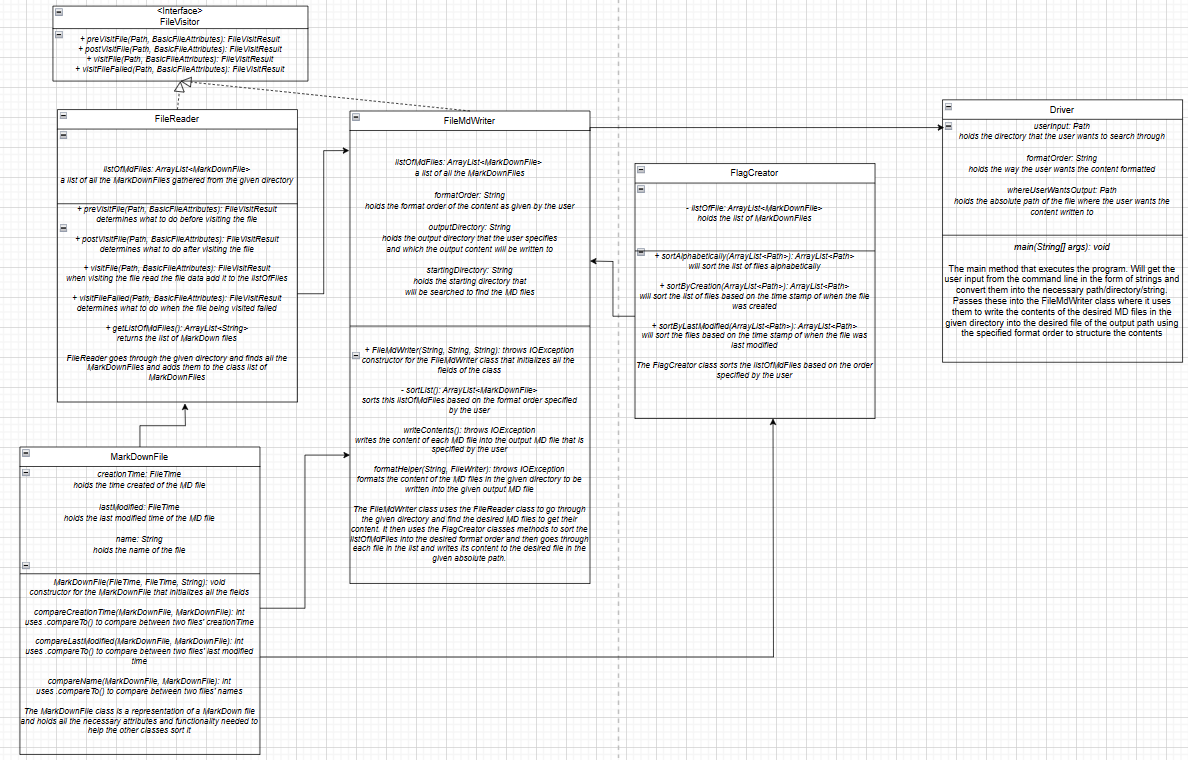 <Interface>
FileVisitor
+ preVisitFile(Path, BasicFileAttributes): FileVisitResult
+ postVisitFile(Path, BasicFileAttributes): FileVisitResult
+ visitFile(Path, BasicFileAttributes): FileVisitResult
+ visitFileFailed(Path, BasicFileAttributes): FileVisitResult
FileReader
listOfMdFiles: ArrayList<MarkDownFile>
a list of all the MarkDownFiles gathered from the given directory
+ preVisitFile(Path, BasicFileAttributes): FileVisitResult
determines what to do before visiting the file
+ postVisitFile(Path, BasicFileAttributes): FileVisitResult
determines what to do after visiting the file
+ visitFile(Path, BasicFileAttributes): FileVisitResult
when visiting the file read the file data add it to the listOfFiles
+ visitFileFailed(Path, BasicFileAttributes): FileVisitResult
determines what to do when the file being visited failed
+ getListOfMdFiles(): ArrayList<String>
returns the list of MarkDown files
FileReader goes through the given directory and finds all the
MarkDownFiles and adds them to the class list of
MarkDownFiles
MarkDownFile
creationTime: FileTime
holds the time created of the MD file
lastModified: FileTime
holds the last modified time of the MD file
name: String
holds the name of the file
MarkDownFile(FileTime, FileTime, String): void
constructor for the MarkDownFile that initializes all the fields
compareCreationTime(MarkDownFile, MarkDownFile): int
uses .compareTo() to compare between two files' creationTime
compareLastModified(MarkDownFile, MarkDownFile): int
uses .compareTo() to compare between two files' last modified
time
compareName(MarkDownFile, MarkDownFile): int
uses .compareTo() to compare between two files' names
The MarkDownFile class is a representation of a MarkDown file
and holds all the necessary attributes and functionality needed to
help the other classes sort it
FileMdWriter
listOfMdFiles: ArrayList<MarkDownFile>
a list of all the MarkDownFiles
formatOrder: String
holds the format order of the content as given by the user
outputDirectory: String
holds the output directory that the user specifies
and which the output content will be written to
startingDirectory: String
holds the starting directory that
will be searched to find the MD files
+ FileMdWriter(String, String, String): throws IOException
constructor for the FileMdWriter class that initializes all the
fields of the class
- sortList(): ArrayList<MarkDownFile>
sorts this listOfMdFiles based on the format order specified
by the user
writeContents(): throws IOException
writes the content of each MD file into the output MD file that is
specified by the user
formatHelper(String, FileWriter): throws IOException
formats the content of the MD files in the given directory to be
written into the given output MD file
The FileMdWriter class uses the FileReader class to go through
the given directory and find the desired MD files to get their
content. It then uses the FlagCreator classes methods to sort the
listOfMdFiles into the desired format order and then goes through
each file in the list and writes its content to the desired file in the
given absolute path.
FlagCreator
- listOfFile: ArrayList<MarkDownFile>
holds the list of MarkDownFiles
+ sortAlphabetically(ArrayList<Path>): ArrayList<Path>
will sort the list of files alphabetically
+ sortByCreation(ArrayList<Path>): ArrayList<Path>
will sort the list of files based on the time stamp of when the file
was created
+ sortByLastModified(ArrayList<Path>): ArrayList<Path>
will sort the files based on the time stamp of when the file was
last modified
The FlagCreator class sorts the listOfMdFiles based on the order
specified by the user
Driver
userInput: Path
holds the directory that the user wants to search through
formatOrder: String
holds the way the user wants the content formatted
whereUserWantsOutput: Path
holds the absolute path of the file where the user wants the
content written to
main(String[] args): void
The main method that executes the program. Will get the
user input from the command line in the form of strings and
convert them into the necessary path/directory/string.
Passes these into the FileMdWriter class where it uses
them to write the contents of the desired MD files in the
given directory into the desired file of the output path using
the specified format order to structure the contents